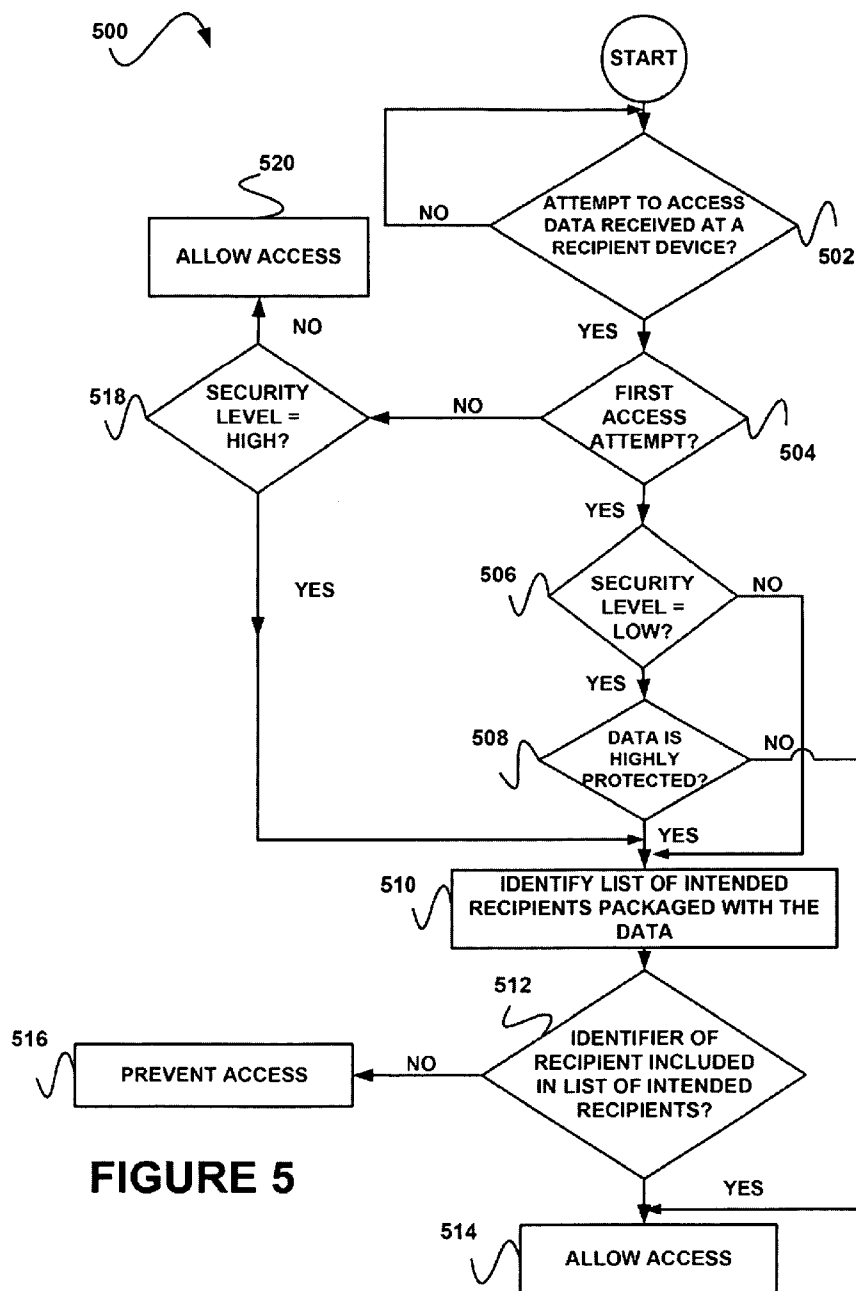 500
START
520
ATTEMPT TO ACCESS
DATA RECEIVED AT A
RECIPIENT DEVICE?
NO
502
ALLOW ACCESS
YES
NO
518
SECURITY
LEVEL =
HIGH?
NO
FIRST
ACCESS
ATTEMPT?
504
YES
YES
506
SECURITY
LEVEL =
LOW?
NO
YES
508
DATA IS
HIGHLY
PROTECTED?
NO
YES
510
IDENTIFY LIST OF INTENDED
RECIPIENTS PACKAGED WITH THE
DATA
512
516
IDENTIFIER OF
RECIPIENT INCLUDED
IN LIST OF INTENDED
RECIPIENTS?
NO
PREVENT ACCESS
FIGURE 5
YES
514
ALLOW ACCESS